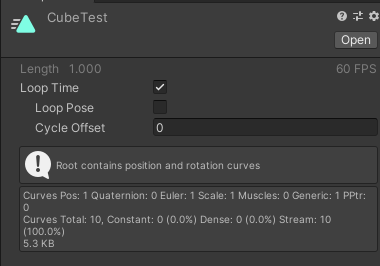 CubeTest
Open
Length 1.000 60 FPS
Loop Time
Loop Pose
Cycle Offset 0
Root contains position and rotation curves
Curves Pos: 1 Quaternion: 0 Euler: 1 Scale: 1 Muscles: 0 Generic: 1 PPtr:
0
Curves Total: 10, Constant: 0 (0.0%) Dense: 0 (0.0%) Stream: 10
(100.0%)
5.3 KB